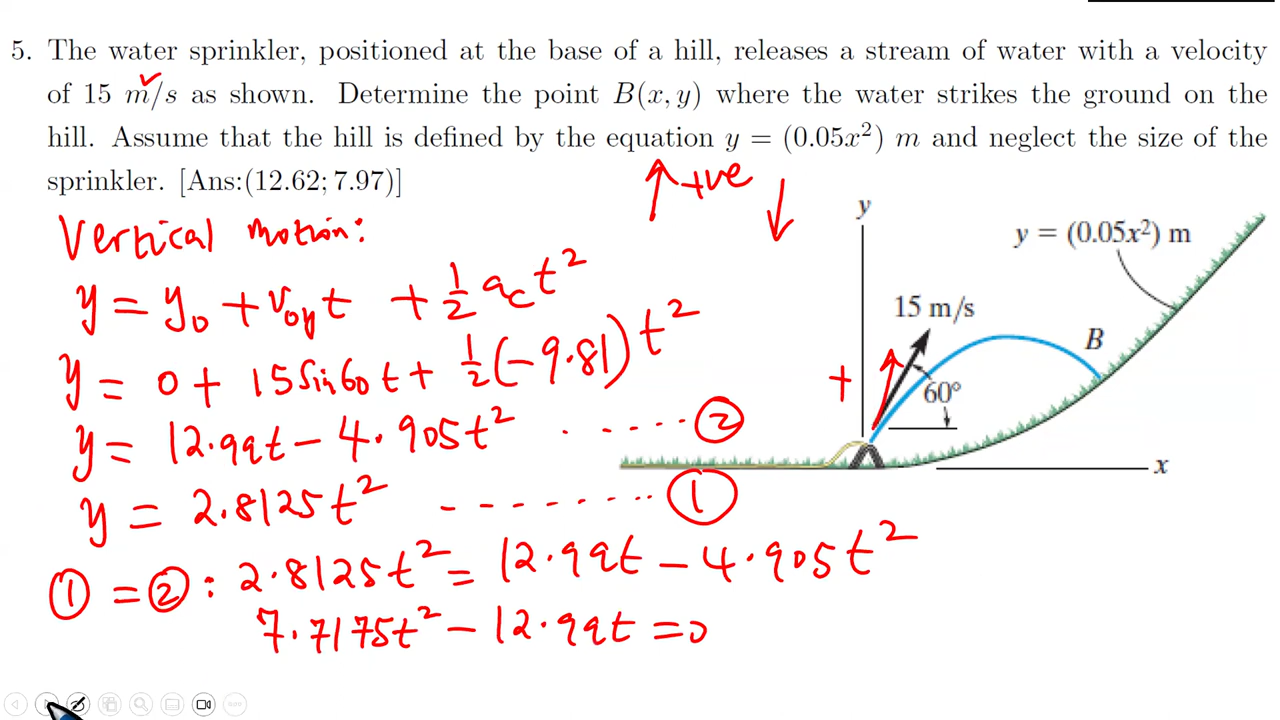 5. The water sprinkler, positioned at the base of a hill, releases a stream of water with a velocity
of 15 m/s as shown. Determine the point B(x, y) where the water strikes the ground on the
hill. Assume that the hill is defined by the equation y = (0.05x²) m and neglect the size of the
sprinkler. [Ans:(12.62; 7.97)]
↑ +ve ↓
Vertical motion:
y = y₀ + v₀yt + ½ a_c t²
y = 0 + 15 Sin60 t + ½ (-9.81) t²
y = 12.99t - 4.905t² ...... ②
y = 2.8125t² -------- ①
① = ② : 2.8125t² = 12.99t - 4.905t²
7.7175t² - 12.99t = 0
y
y = (0.05x²) m
15 m/s
B
+
60°
x